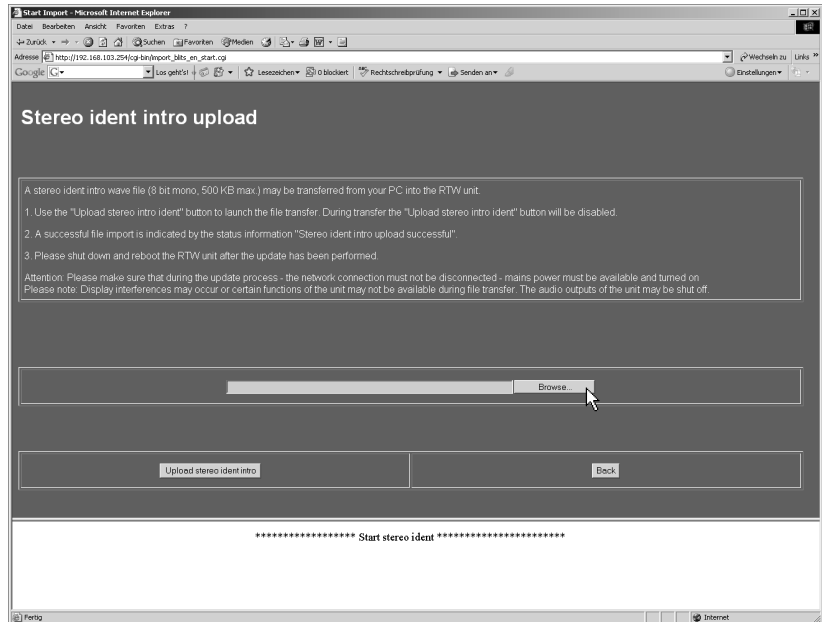 Start Import - Microsoft Internet Explorer
Datei Bearbeiten Ansicht Favoriten Extras ?
Zurück Suchen Favoriten Medien
Adresse http://192.168.103.254/cgi-bin/import_blits_en_start.cgi Wechseln zu Links »
Google G Los geht's! Lesezeichen 0 blockiert Rechtschreibprüfung Senden an Einstellungen
Stereo ident intro upload
A stereo ident intro wave file (8 bit mono, 500 KB max.) may be transferred from your PC into the RTW unit.
1. Use the "Upload stereo intro ident" button to launch the file transfer. During transfer the "Upload stereo intro ident" button will be disabled.
2. A successful file import is indicated by the status information "Stereo ident intro upload successful".
3. Please shut down and reboot the RTW unit after the update has been performed.
Attention: Please make sure that during the update process - the network connection must not be disconnected - mains power must be available and turned on
Please note: Display interferences may occur or certain functions of the unit may not be available during file transfer. The audio outputs of the unit may be shut off.
Browse...
Upload stereo ident intro Back
****************** Start stereo ident ***********************
Fertig Internet